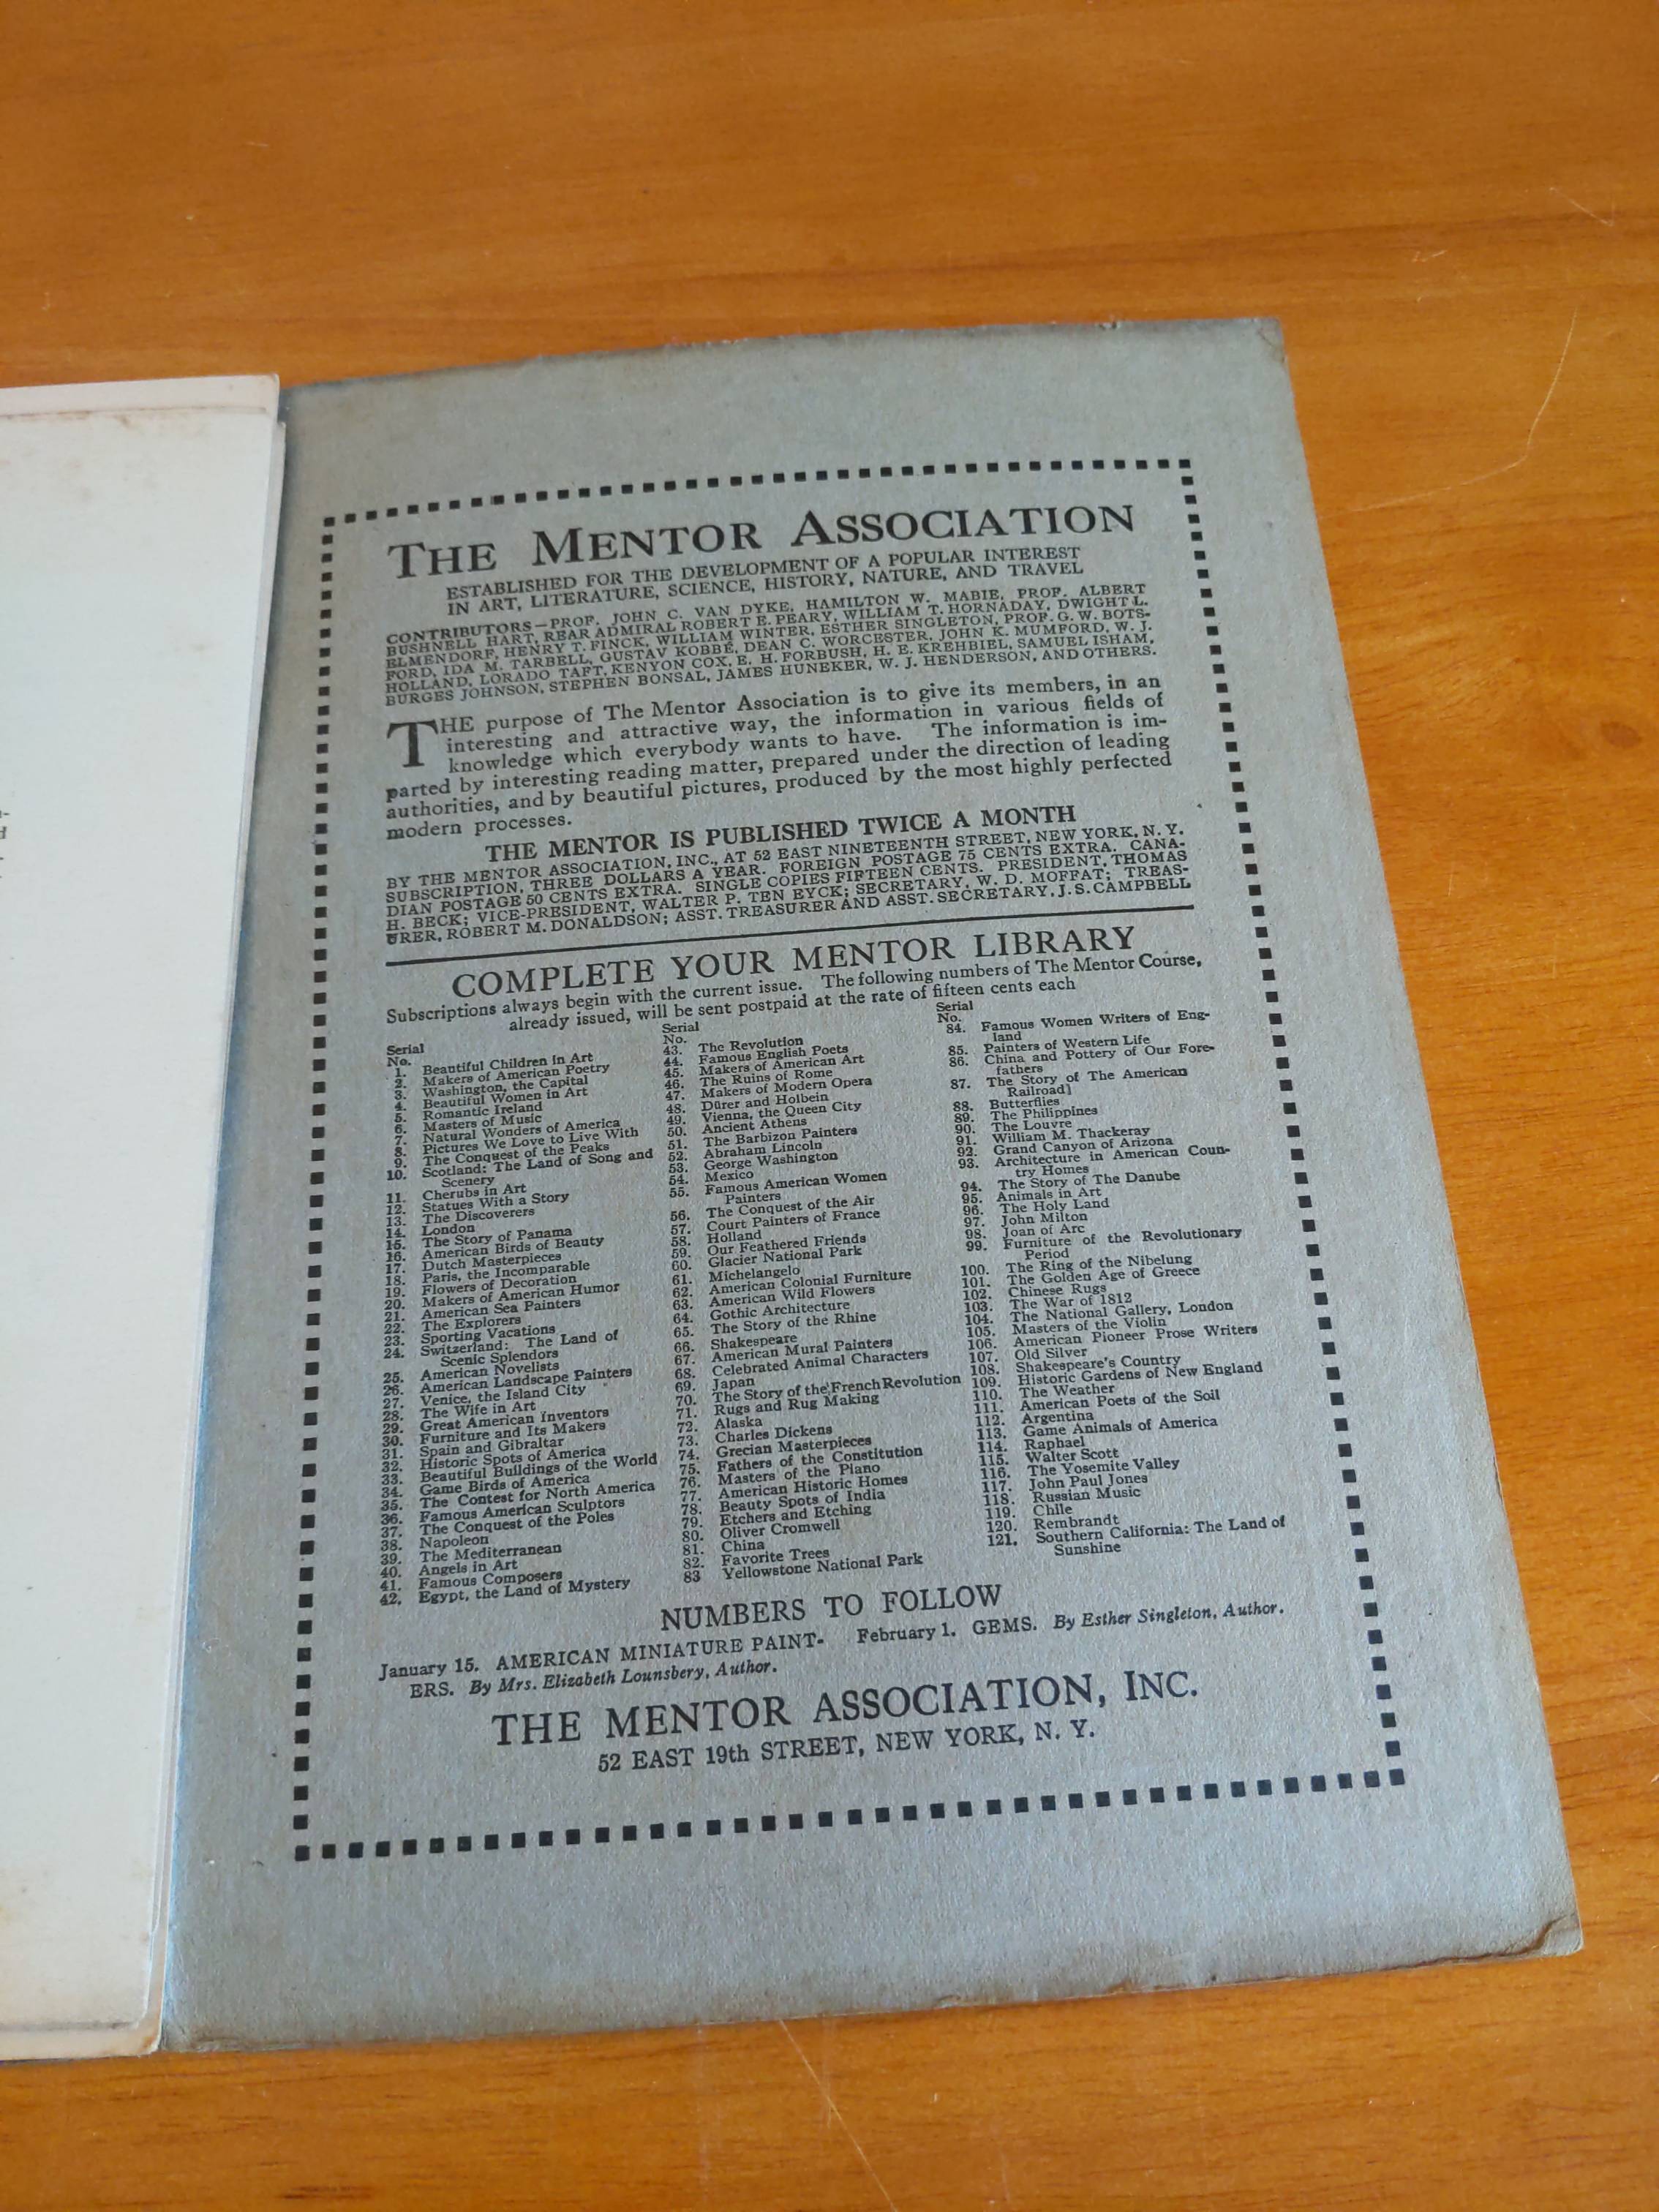 THE MENTOR ASSOCIATION
ESTABLISHED FOR THE DEVELOPMENT OF A POPULAR INTEREST
IN ART, LITERATURE, SCIENCE, HISTORY, NATURE, AND TRAVEL
CONTRIBUTORS—PROF. JOHN C. VAN DYKE, HAMILTON W. MABIE, PROF. ALBERT
BUSHNELL HART, REAR ADMIRAL ROBERT E. PEARY, WILLIAM T. HORNADAY, DWIGHT L.
ELMENDORF, HENRY T. FINCK, WILLIAM WINTER, ESTHER SINGLETON, PROF. G. W. BOTS-
FORD, IDA M. TARBELL, GUSTAV KOBBÉ, DEAN C. WORCESTER, JOHN K. MUMFORD, W. J.
HOLLAND, LORADO TAFT, KENYON COX, E. H. FORBUSH, H. E. KREHBIEL, SAMUEL ISHAM,
BURGES JOHNSON, STEPHEN BONSAL, JAMES HUNEKER, W. J. HENDERSON, AND OTHERS.
THE purpose of The Mentor Association is to give its members, in an
interesting and attractive way, the information in various fields of
knowledge which everybody wants to have. The information is im-
parted by interesting reading matter, prepared under the direction of leading
authorities, and by beautiful pictures, produced by the most highly perfected
modern processes.
THE MENTOR IS PUBLISHED TWICE A MONTH
BY THE MENTOR ASSOCIATION, INC., AT 52 EAST NINETEENTH STREET, NEW YORK, N. Y.
SUBSCRIPTION, THREE DOLLARS A YEAR. FOREIGN POSTAGE 75 CENTS EXTRA. CANA-
DIAN POSTAGE 50 CENTS EXTRA. SINGLE COPIES FIFTEEN CENTS. PRESIDENT, THOMAS
H. BECK; VICE-PRESIDENT, WALTER P. TEN EYCK; SECRETARY, W. D. MOFFAT; TREAS-
URER, ROBERT M. DONALDSON; ASST. TREASURER AND ASST. SECRETARY, J. S. CAMPBELL
COMPLETE YOUR MENTOR LIBRARY
Subscriptions always begin with the current issue. The following numbers of The Mentor Course,
already issued, will be sent postpaid at the rate of fifteen cents each
Serial
No.
1. Beautiful Children in Art
2. Makers of American Poetry
3. Washington, the Capital
4. Beautiful Women in Art
5. Romantic Ireland
6. Masters of Music
7. Natural Wonders of America
8. Pictures We Love to Live With
9. The Conquest of the Peaks
10. Scotland: The Land of Song and
Scenery
11. Cherubs in Art
12. Statues With a Story
13. The Discoverers
14. London
15. The Story of Panama
16. American Birds of Beauty
17. Dutch Masterpieces
18. Paris, the Incomparable
19. Flowers of Decoration
20. Makers of American Humor
21. American Sea Painters
22. The Explorers
23. Sporting Vacations
24. Switzerland: The Land of
Scenic Splendors
25. American Novelists
26. American Landscape Painters
27. Venice, the Island City
28. The Wife in Art
29. Great American Inventors
30. Furniture and Its Makers
31. Spain and Gibraltar
32. Historic Spots of America
33. Beautiful Buildings of the World
34. Game Birds of America
35. The Contest for North America
36. Famous American Sculptors
37. The Conquest of the Poles
38. Napoleon
39. The Mediterranean
40. Angels in Art
41. Famous Composers
42. Egypt, the Land of Mystery
Serial
No.
43. The Revolution
44. Famous English Poets
45. Makers of American Art
46. The Ruins of Rome
47. Makers of Modern Opera
48. Dürer and Holbein
49. Vienna, the Queen City
50. Ancient Athens
51. The Barbizon Painters
52. Abraham Lincoln
53. George Washington
54. Mexico
55. Famous American Women
Painters
56. The Conquest of the Air
57. Court Painters of France
58. Holland
59. Our Feathered Friends
60. Glacier National Park
61. Michelangelo
62. American Colonial Furniture
63. American Wild Flowers
64. Gothic Architecture
65. The Story of the Rhine
66. Shakespeare
67. American Mural Painters
68. Celebrated Animal Characters
69. Japan
70. The Story of the French Revolution
71. Rugs and Rug Making
72. Alaska
73. Charles Dickens
74. Grecian Masterpieces
75. Fathers of the Constitution
76. Masters of the Piano
77. American Historic Homes
78. Beauty Spots of India
79. Etchers and Etching
80. Oliver Cromwell
81. China
82. Favorite Trees
83 Yellowstone National Park
Serial
No.
84. Famous Women Writers of Eng-
land
85. Painters of Western Life
86. China and Pottery of Our Fore-
fathers
87. The Story of The American
Railroad]
88. Butterflies
89. The Philippines
90. The Louvre
91. William M. Thackeray
92. Grand Canyon of Arizona
93. Architecture in American Coun-
try Homes
94. The Story of The Danube
95. Animals in Art
96. The Holy Land
97. John Milton
98. Joan of Arc
99. Furniture of the Revolutionary
Period
100. The Ring of the Nibelung
101. The Golden Age of Greece
102. Chinese Rugs
103. The War of 1812
104. The National Gallery, London
105. Masters of the Violin
106. American Pioneer Prose Writers
107. Old Silver
108. Shakespeare's Country
109. Historic Gardens of New England
110. The Weather
111. American Poets of the Soil
112. Argentina
113. Game Animals of America
114. Raphael
115. Walter Scott
116. The Yosemite Valley
117. John Paul Jones
118. Russian Music
119. Chile
120. Rembrandt
121. Southern California: The Land of
Sunshine
NUMBERS TO FOLLOW
January 15. AMERICAN MINIATURE PAINT-
ERS. By Mrs. Elizabeth Lounsbery, Author.
February 1. GEMS. By Esther Singleton, Author.
THE MENTOR ASSOCIATION, INC.
52 EAST 19th STREET, NEW YORK, N. Y.